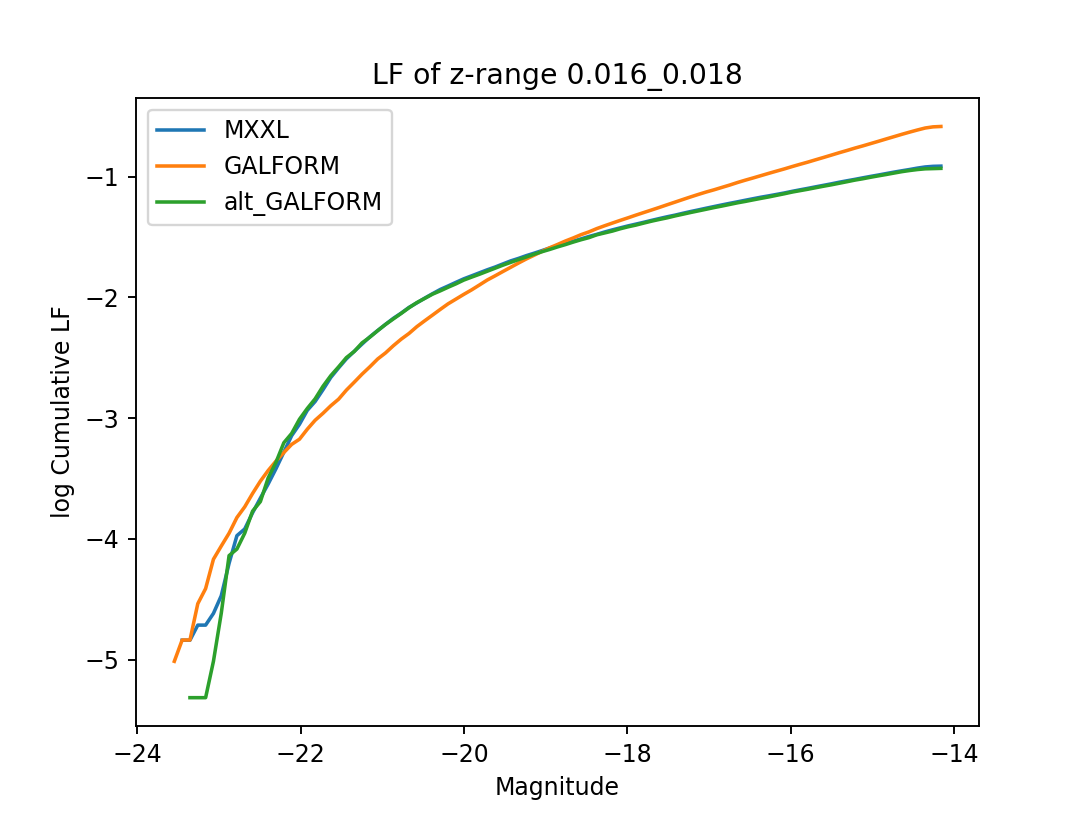 LF of z-range 0.016_0.018
MXXL
GALFORM
alt_GALFORM
log Cumulative LF
−1
−2
−3
−4
−5
−24 −22 −20 −18 −16 −14
Magnitude